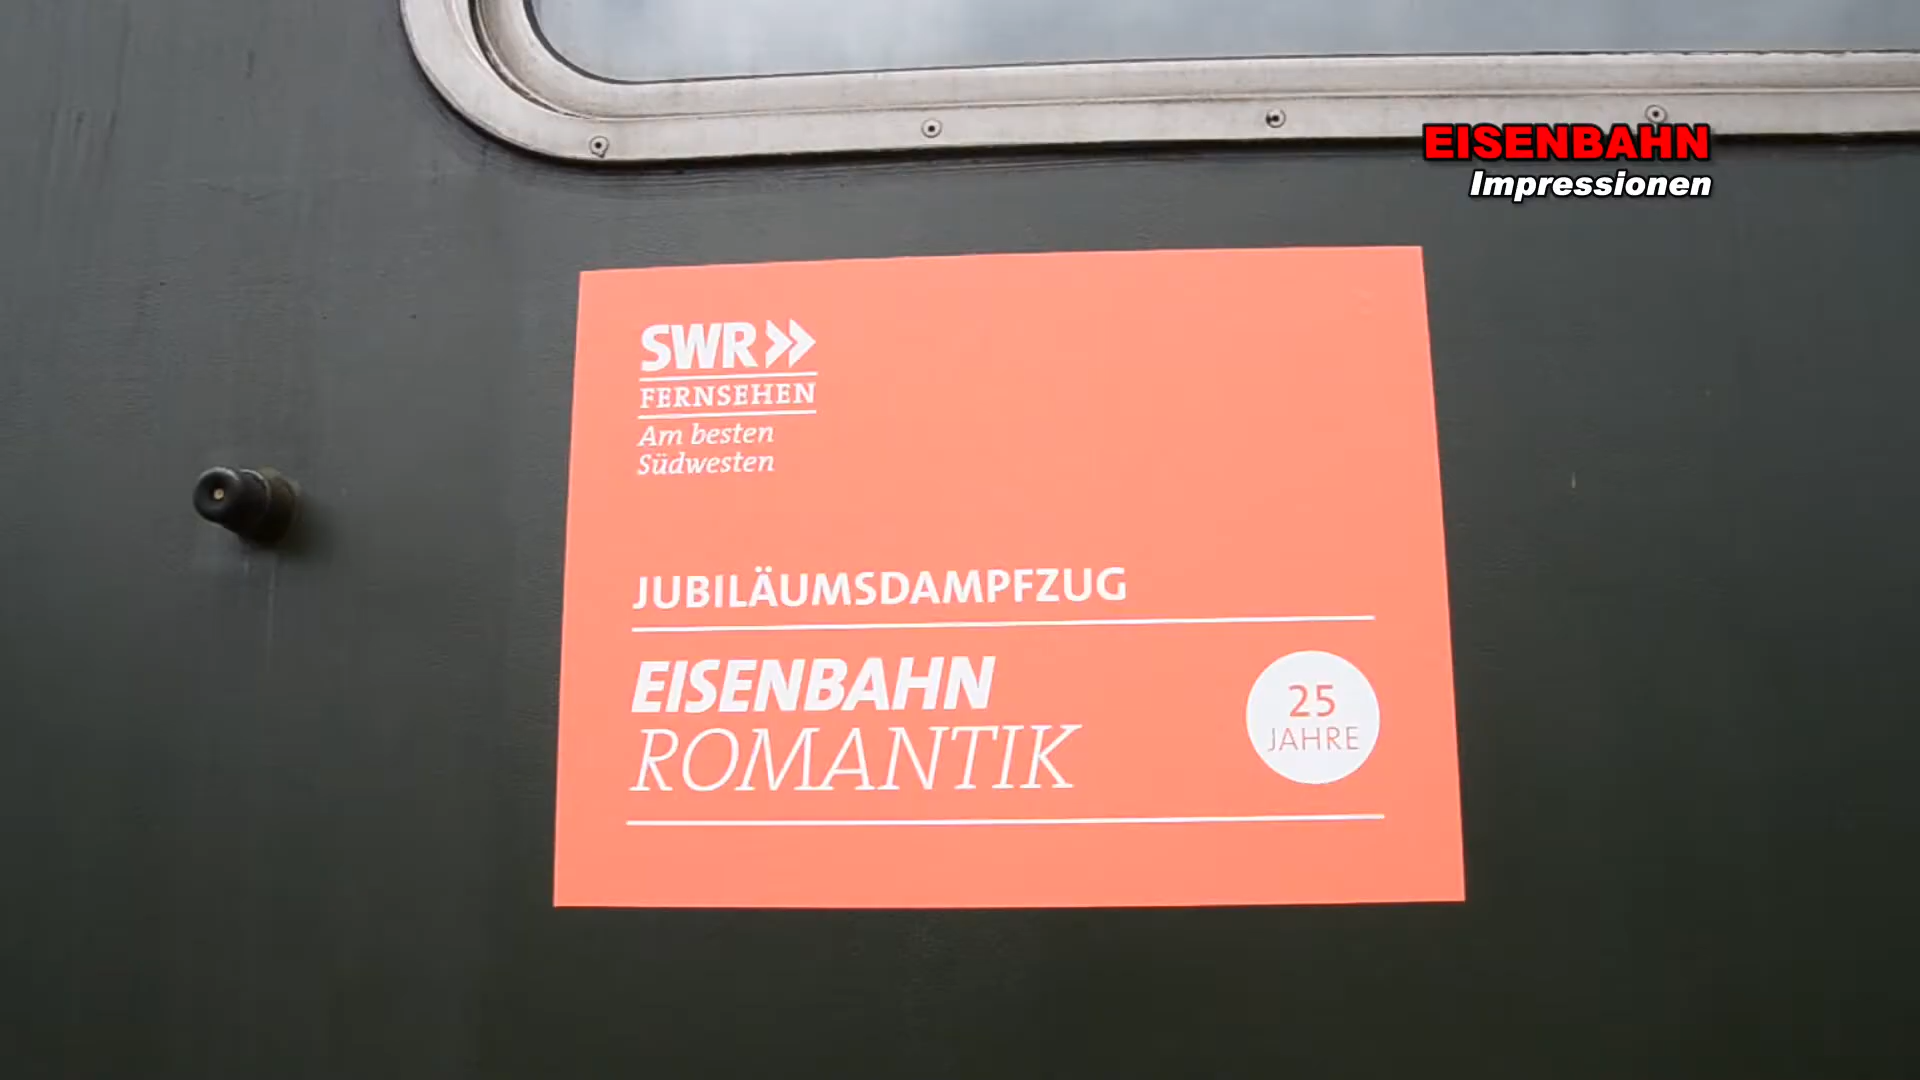 EISENBAHN
Impressionen
SWR»
FERNSEHEN
Am besten
Südwesten
JUBILÄUMSDAMPFZUG
EISENBAHN
ROMANTIK
25
JAHRE